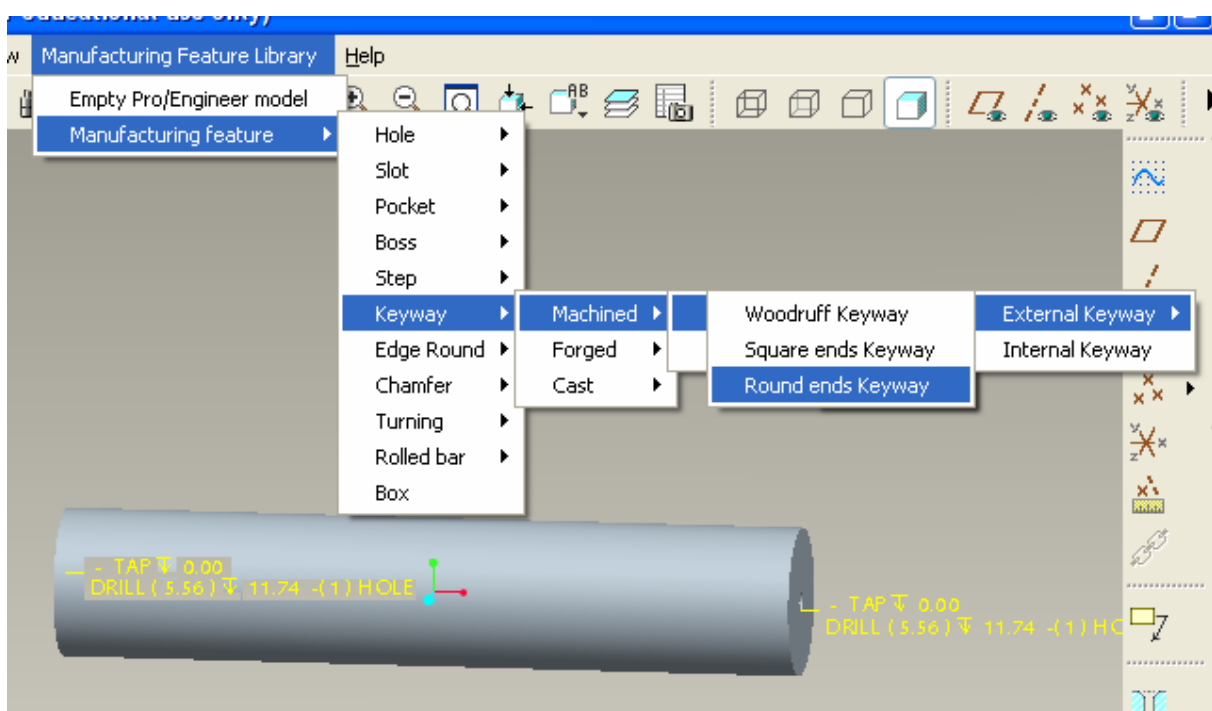 educational use only)
w Manufacturing Feature Library Help
Empty Pro/Engineer model
Manufacturing feature
Hole
Slot
Pocket
Boss
Step
Keyway
Edge Round
Chamfer
Turning
Rolled bar
Box
Machined
Forged
Cast
Woodruff Keyway
Square ends Keyway
Round ends Keyway
External Keyway
Internal Keyway
- TAP ↧ 0.00
DRILL ( 5.56 ) ↧ 11.74 -( 1 ) HOLE
- TAP ↧ 0.00
DRILL ( 5.56 ) ↧ 11.74 -( 1 ) HO